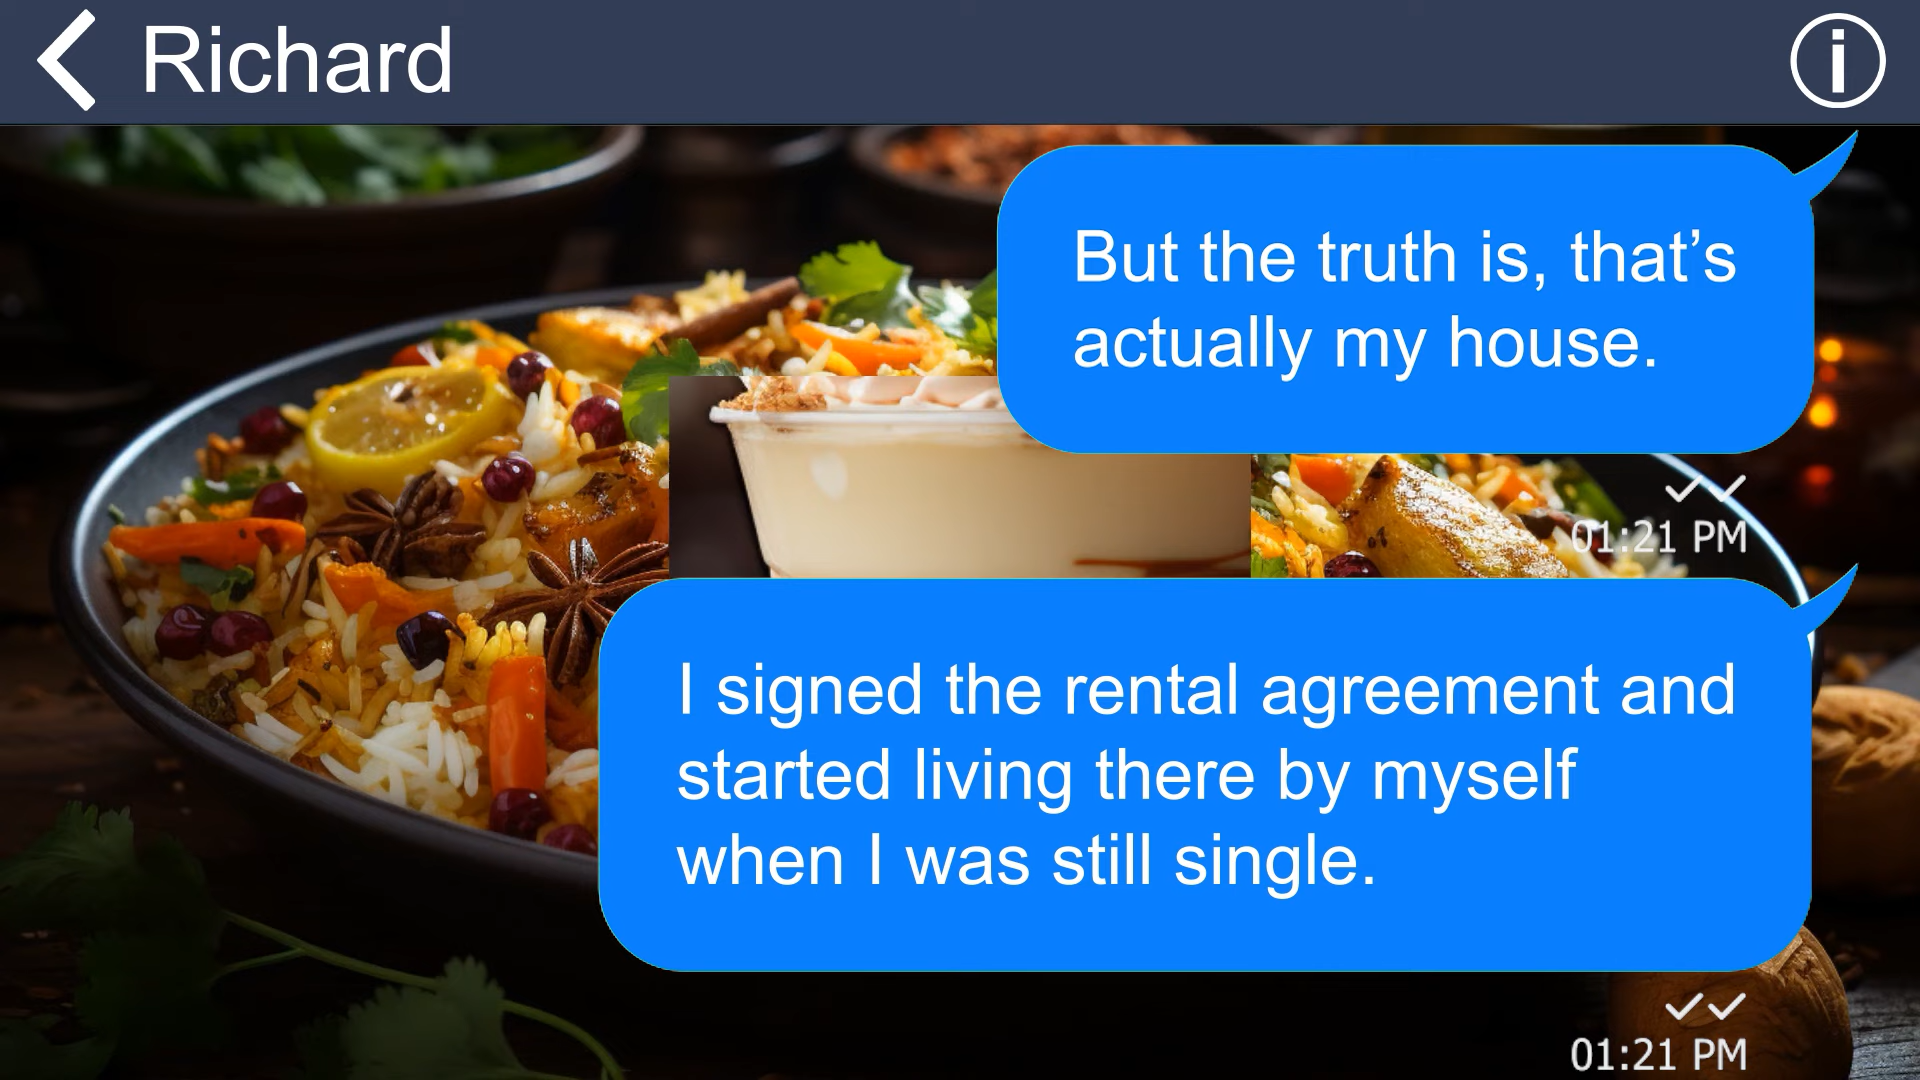 Richard
But the truth is, that’s
actually my house.
01:21 PM
I signed the rental agreement and
started living there by myself
when I was still single.
01:21 PM